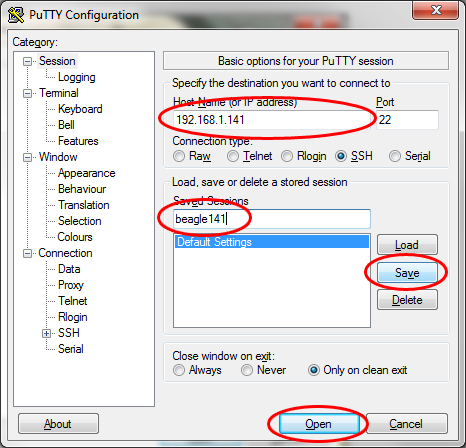 PuTTY Configuration
Category:
Session
Logging
Terminal
Keyboard
Bell
Features
Window
Appearance
Behaviour
Translation
Selection
Colours
Connection
Data
Proxy
Telnet
Rlogin
SSH
Serial
Basic options for your PuTTY session
Specify the destination you want to connect to
Host Name (or IP address) Port
192.168.1.141 22
Connection type:
Raw Telnet Rlogin SSH Serial
Load, save or delete a stored session
Saved Sessions
beagle141
Default Settings
Load
Save
Delete
Close window on exit:
Always Never Only on clean exit
About Open Cancel